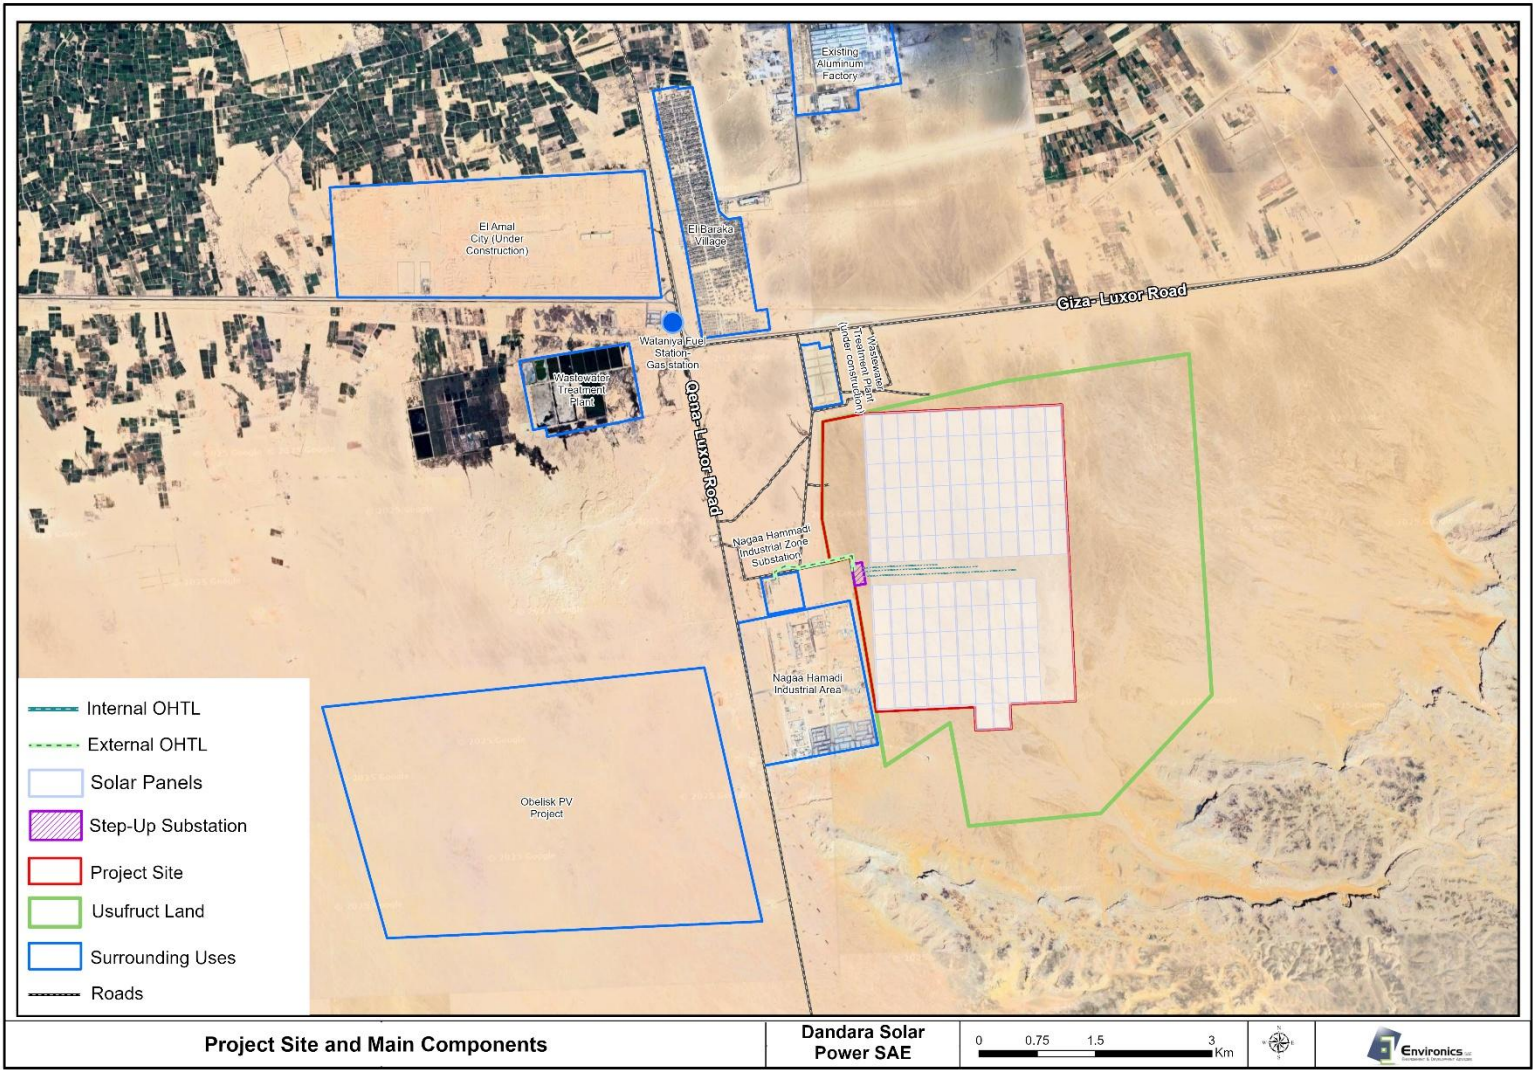 Existing
Aluminum
Factory
El Amal
City (Under
Construction)
El Baraka
Village
Giza- Luxor Road
Wataniya Fuel
Station-
Gas station
Wastewater
Treatment Plant
(under construction)
Wastewater
Treatment
Plant
Qena- Luxor Road
Nagaa Hammadi
Industrial Zone
Substation
Nagaa Hamadi
Industrial Area
Obelisk PV
Project
Internal OHTL
External OHTL
Solar Panels
Step-Up Substation
Project Site
Usufruct Land
Surrounding Uses
Roads
Project Site and Main Components
Dandara Solar
Power SAE
0 0.75 1.5 3
Km
N
W E
S
Environics